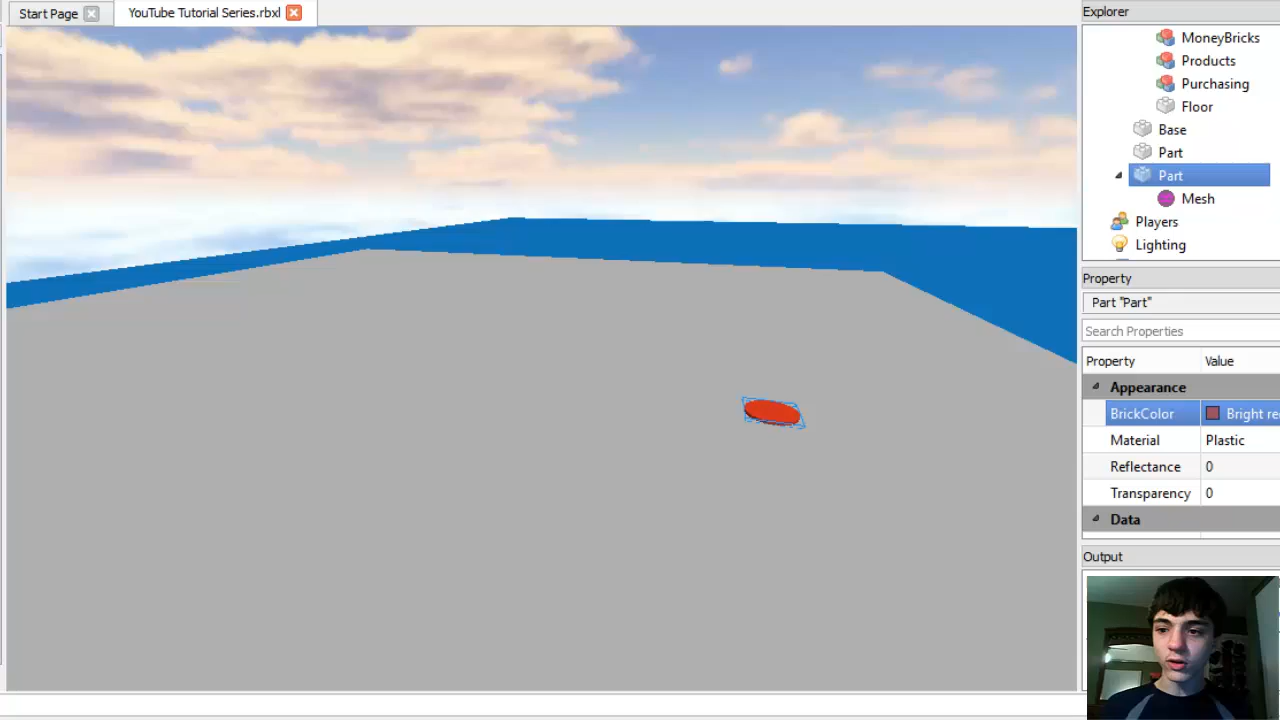 Start Page
YouTube Tutorial Series.rbxl
Explorer
MoneyBricks
Products
Purchasing
Floor
Base
Part
Part
Mesh
Players
Lighting
Property
Part "Part"
Search Properties
Property Value
Appearance
BrickColor Bright
Material Plastic
Reflectance 0
Transparency 0
Data
Output